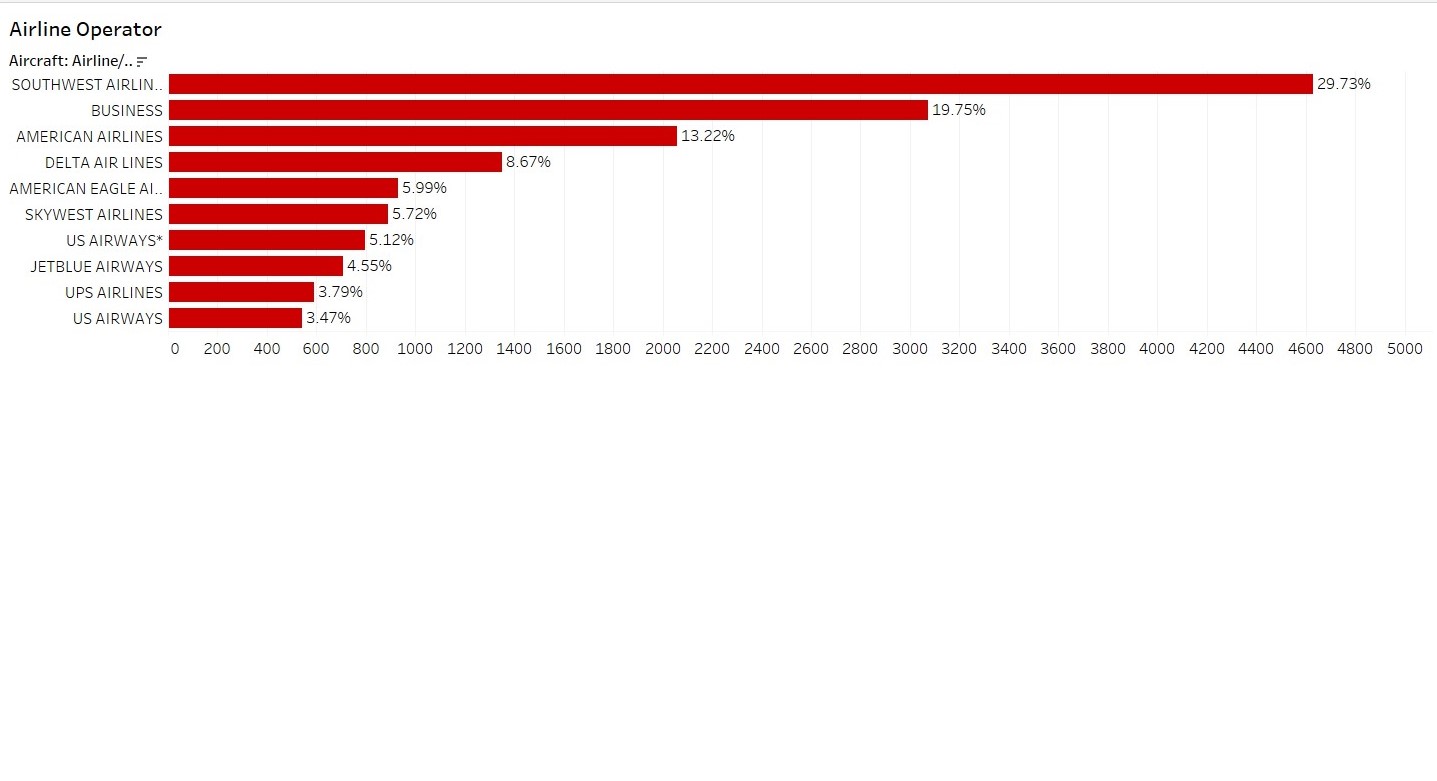 Airline Operator
Aircraft: Airline/..
SOUTHWEST AIRLIN.. 29.73%
BUSINESS 19.75%
AMERICAN AIRLINES 13.22%
DELTA AIR LINES 8.67%
AMERICAN EAGLE AI.. 5.99%
SKYWEST AIRLINES 5.72%
US AIRWAYS* 5.12%
JETBLUE AIRWAYS 4.55%
UPS AIRLINES 3.79%
US AIRWAYS 3.47%
0 200 400 600 800 1000 1200 1400 1600 1800 2000 2200 2400 2600 2800 3000 3200 3400 3600 3800 4000 4200 4400 4600 4800 5000